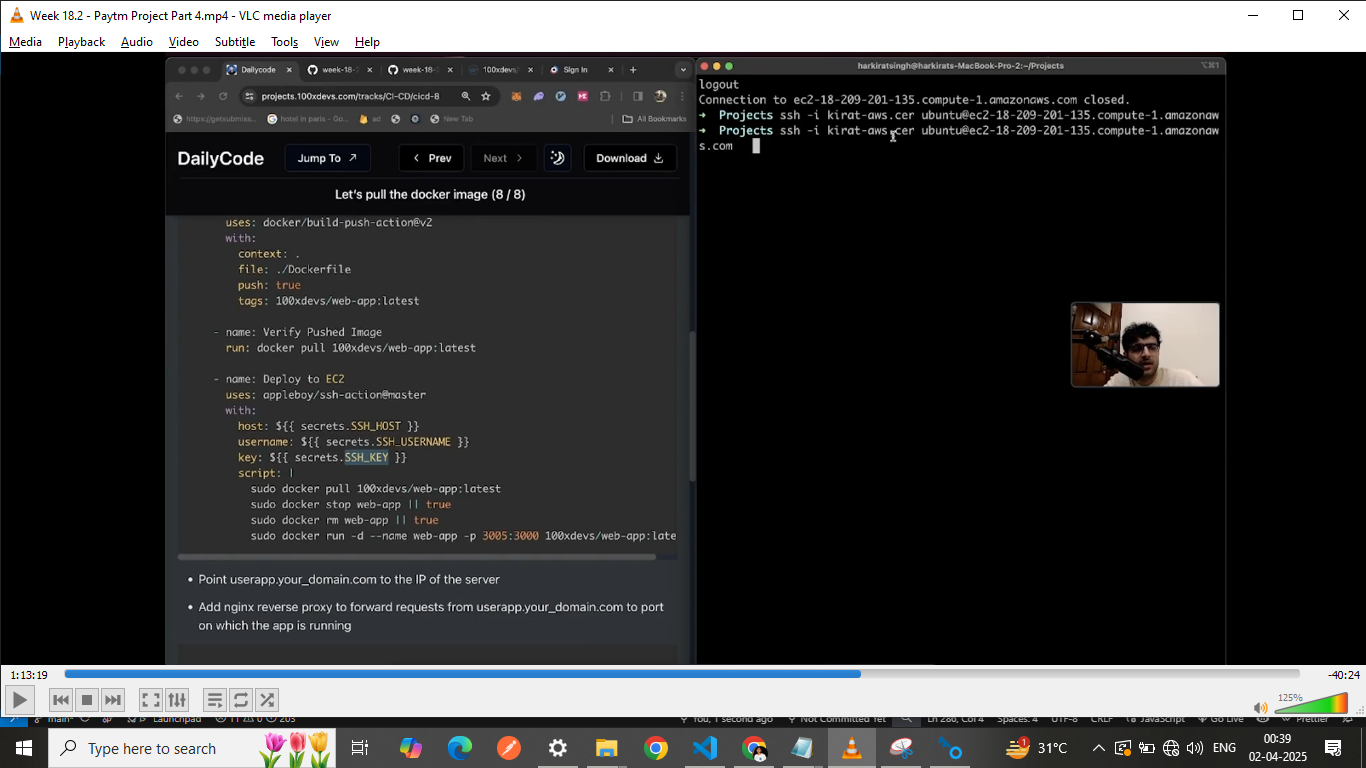 Week 18.2 - Paytm Project Part 4.mp4 - VLC media player
Media Playback Audio Video Subtitle Tools View Help
Dailycode
week-18-
week-18-
100xdevs/
Sign In
projects.100xdevs.com/tracks/CI-CD/cicd-8
https://getsubmiss...
hotel in paris - Go...
ad
New Tab
All Bookmarks
DailyCode
Jump To
Prev
Next
Download
Let's pull the docker image (8 / 8)
uses: docker/build-push-action@v2
with:
context: .
file: ./Dockerfile
push: true
tags: 100xdevs/web-app:latest
- name: Verify Pushed Image
run: docker pull 100xdevs/web-app:latest
- name: Deploy to EC2
uses: appleboy/ssh-action@master
with:
host: ${{ secrets.SSH_HOST }}
username: ${{ secrets.SSH_USERNAME }}
key: ${{ secrets.SSH_KEY }}
script: |
sudo docker pull 100xdevs/web-app:latest
sudo docker stop web-app || true
sudo docker rm web-app || true
sudo docker run -d --name web-app -p 3005:3000 100xdevs/web-app:late
• Point userapp.your_domain.com to the IP of the server
• Add nginx reverse proxy to forward requests from userapp.your_domain.com to port
on which the app is running
harkiratsingh@harkirats-MacBook-Pro-2:~/Projects
⌥⌘1
logout
Connection to ec2-18-209-201-135.compute-1.amazonaws.com closed.
→ Projects ssh -i kirat-aws.cer ubuntu@ec2-18-209-201-135.compute-1.amazonaw
→ Projects ssh -i kirat-aws.cer ubuntu@ec2-18-209-201-135.compute-1.amazonaw
s.com
1:13:19
-40:24
125%
main*
Launchpad
11
0
203
You, 1 second ago
Not Committed Yet
Ln 280, Col 4
Spaces: 4
UTF-8
CRLF
JavaScript
Go Live
Prettier
Type here to search
31°C
ENG
00:39
02-04-2025